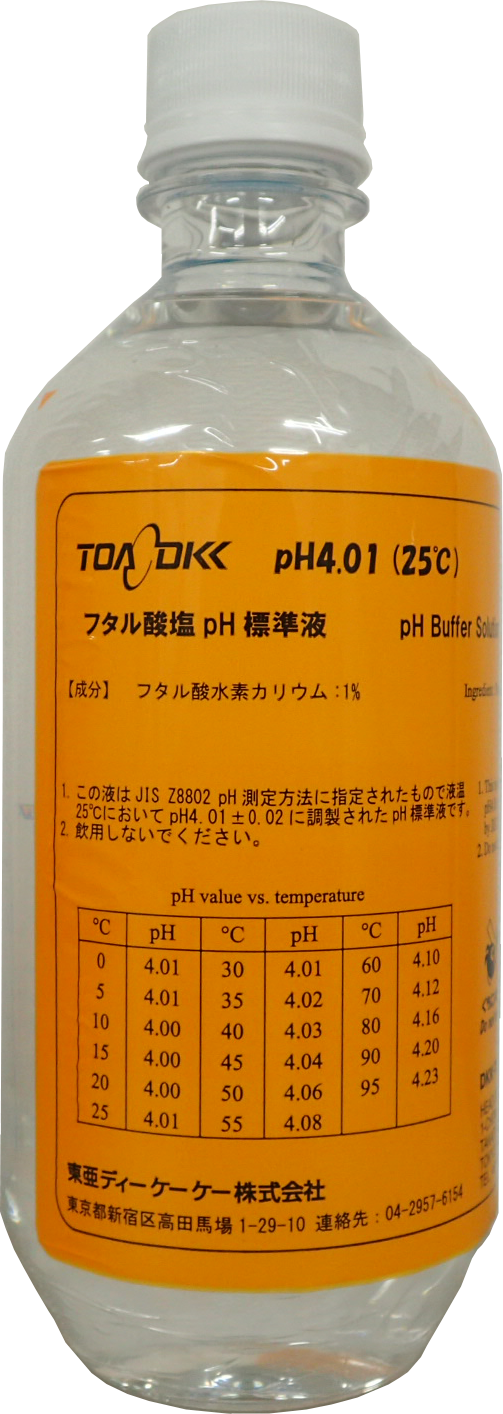 TOA DKK pH4.01 (25℃)
フタル酸塩 pH 標準液 pH Buffer
【成分】 フタル酸水素カリウム:1%
1. この液は JIS Z8802 pH 測定方法に指定されたもので液温
25℃において pH4.01±0.02 に調製された pH 標準液です。
2. 飲用しないでください。
pH value vs. temperature
℃ pH ℃ pH ℃ pH
0 4.01 30 4.01 60 4.10
5 4.01 35 4.02 70 4.12
10 4.00 40 4.03 80 4.16
15 4.00 45 4.04 90 4.20
20 4.00 50 4.06 95 4.23
25 4.01 55 4.08
東亜ディーケーケー株式会社
東京都新宿区高田馬場 1-29-10 連絡先:04-2957-6154